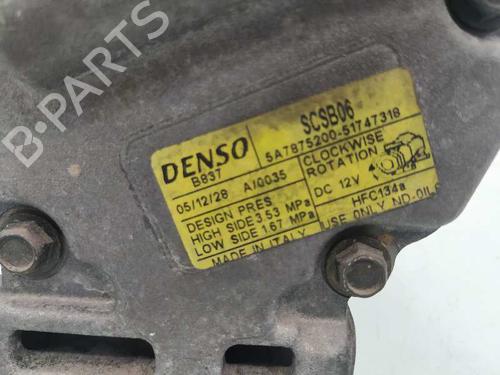 SCSB06
DENSO 5A7875200-51747318
B837 CLOCKWISE
ROTATION
05/12/28 A/0035
DC 12V
DESIGN PRES
HIGH SIDE 3.53 MPa HFC134a
LOW SIDE 1.67 MPa USE ONLY ND-OIL8
MADE IN ITALY
B-PARTS